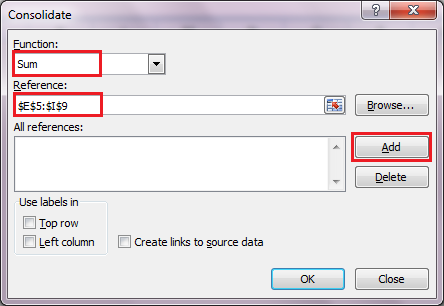 Consolidate
Function:
Sum
Reference:
$E$5:$I$9
Browse...
All references:
Add
Delete
Use labels in
Top row
Left column
Create links to source data
OK
Close